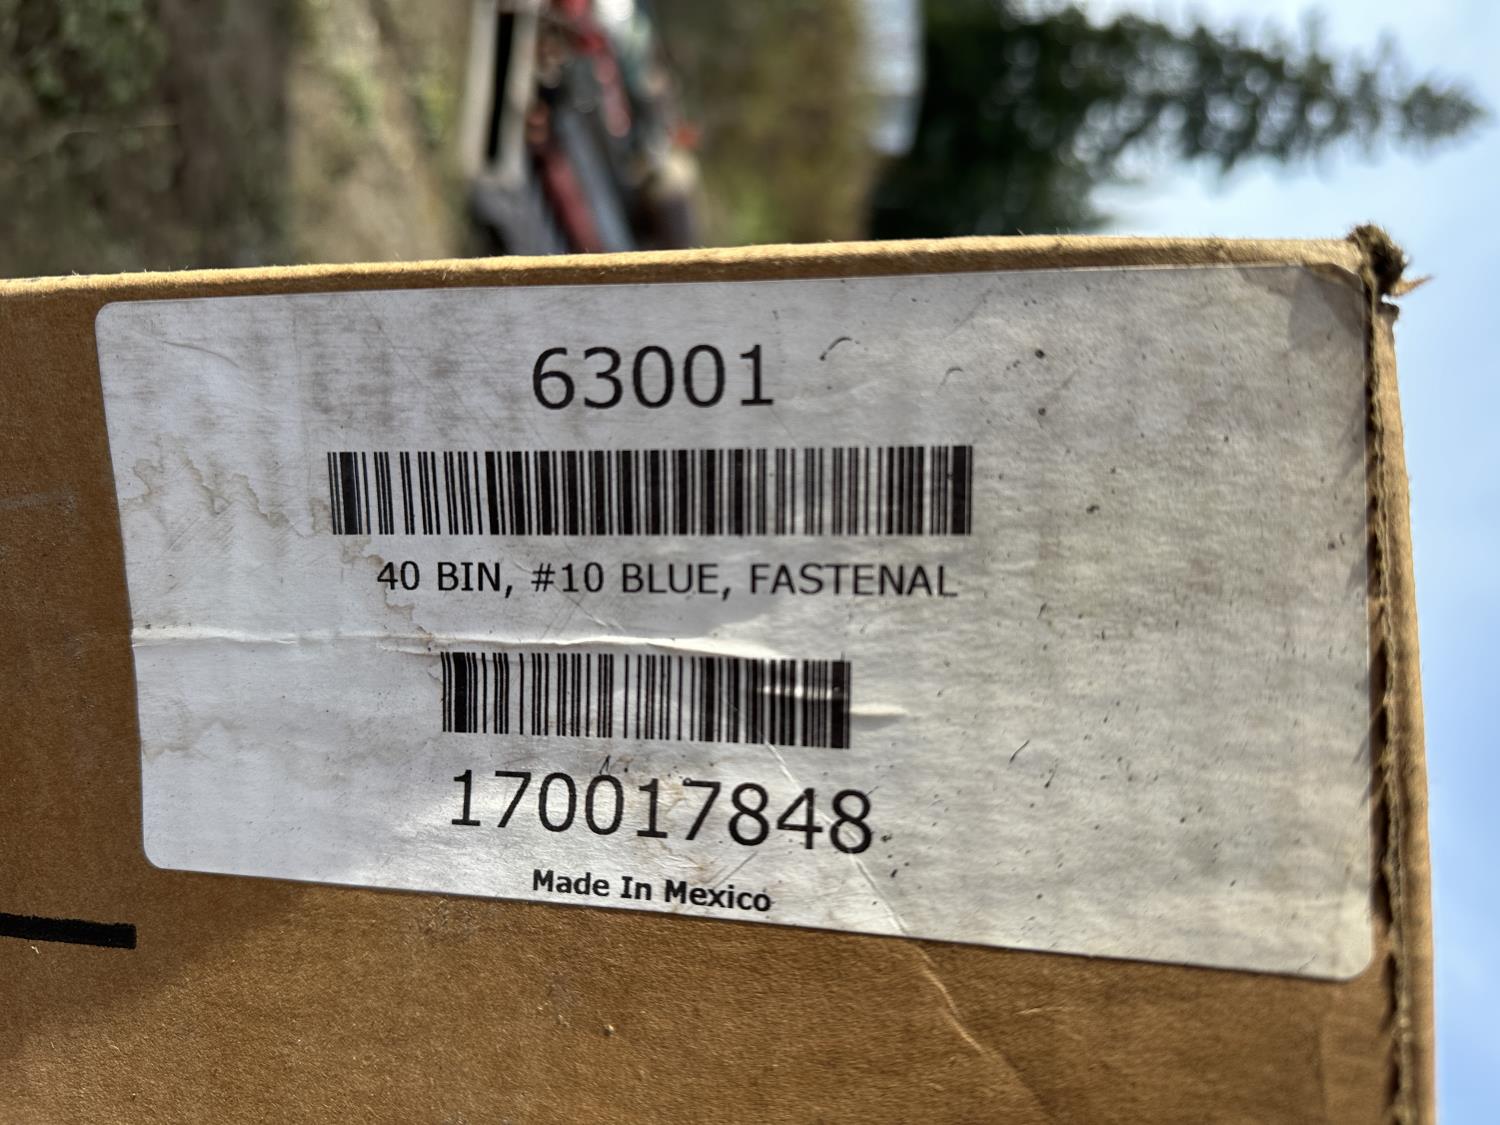 63001
40 BIN, #10 BLUE, FASTENAL
170017848
Made In Mexico